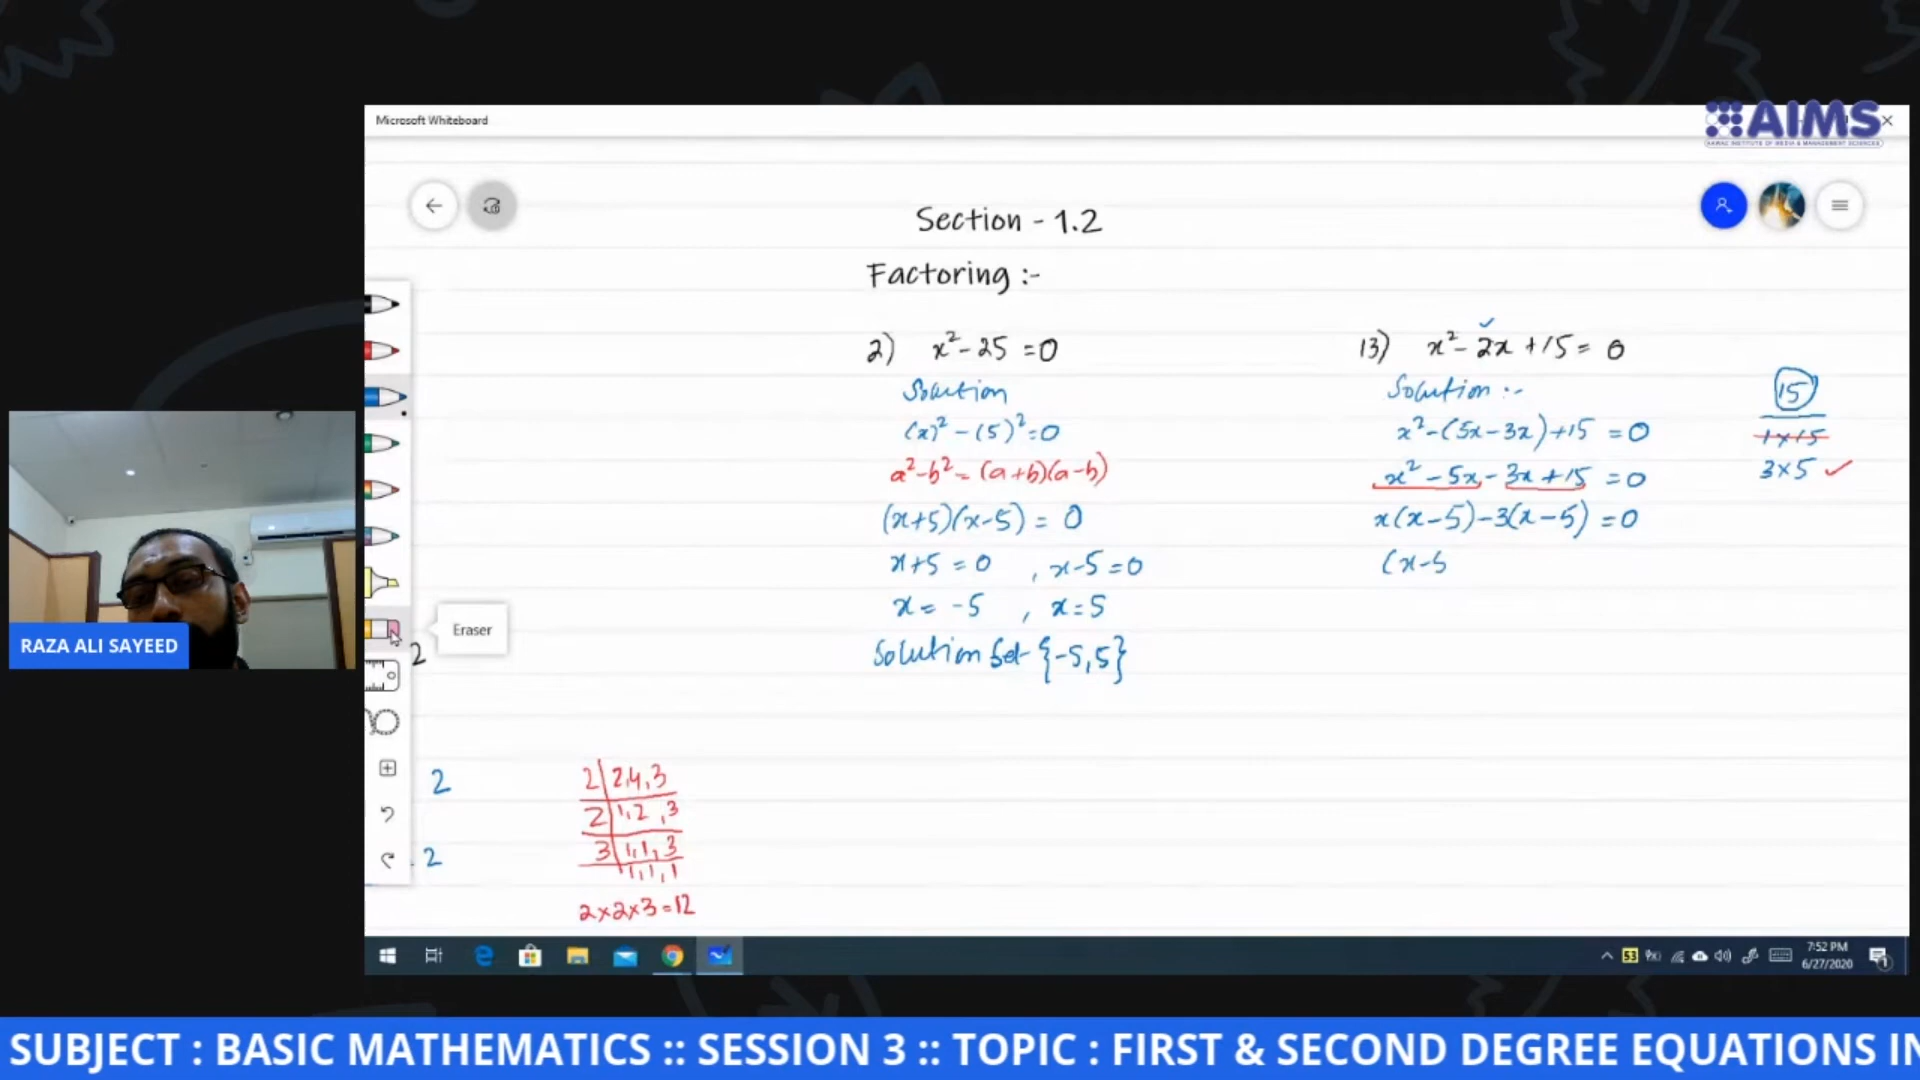 AIMS
Microsoft Whiteboard
Section - 1.2
Factoring :-
2) x² - 25 = 0
Solution
(x)² - (5)² = 0
a² - b² = (a+b)(a-b)
(x+5)(x-5) = 0
x+5 = 0 , x-5 = 0
x = -5 , x = 5
Solution Set {-5,5}
13) x² - 2x + 15 = 0
Solution :-
x² - (5x - 3x) + 15 = 0
x² - 5x - 3x + 15 = 0
x(x-5) - 3(x-5) = 0
(x-5
15
1 x 15
3 x 5 ✓
Eraser
2
2
2
2 | 2,4,3
2 | 1,2,3
3 | 1,1,3
1,1,1
2x2x3=12
RAZA ALI SAYEED
53
7:52 PM
6/27/2020
SUBJECT : BASIC MATHEMATICS :: SESSION 3 :: TOPIC : FIRST & SECOND DEGREE EQUATIONS IN